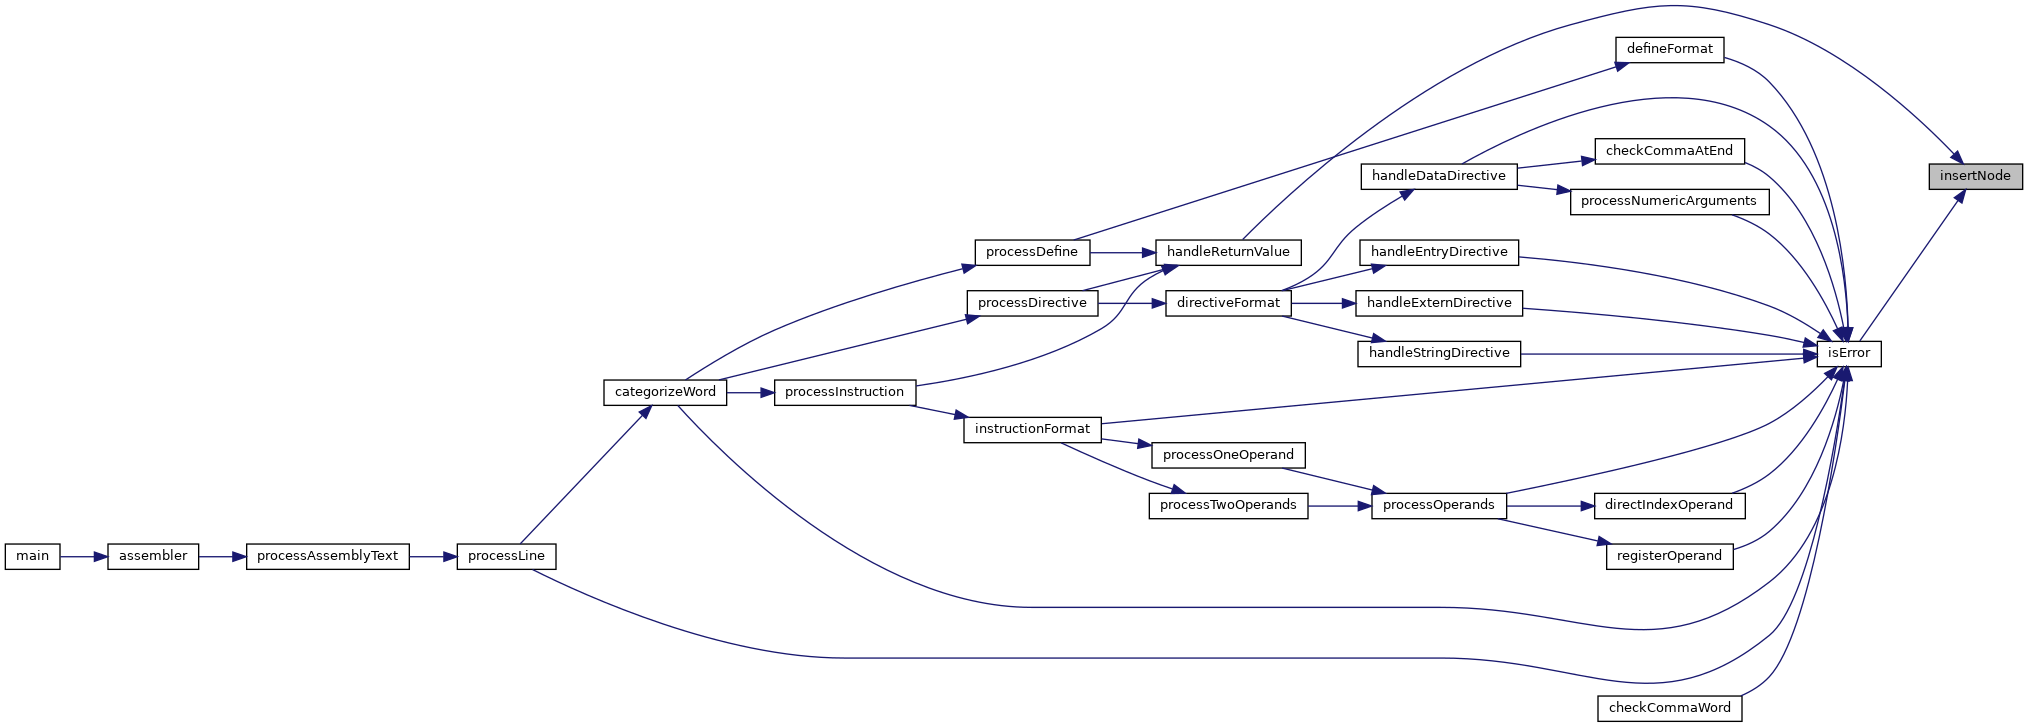 defineFormat
checkCommaAtEnd
handleDataDirective
insertNode
processNumericArguments
processDefine
handleReturnValue
handleEntryDirective
processDirective
directiveFormat
handleExternDirective
handleStringDirective
isError
categorizeWord
processInstruction
instructionFormat
processOneOperand
processTwoOperands
processOperands
directIndexOperand
main
assembler
processAssemblyText
processLine
registerOperand
checkCommaWord